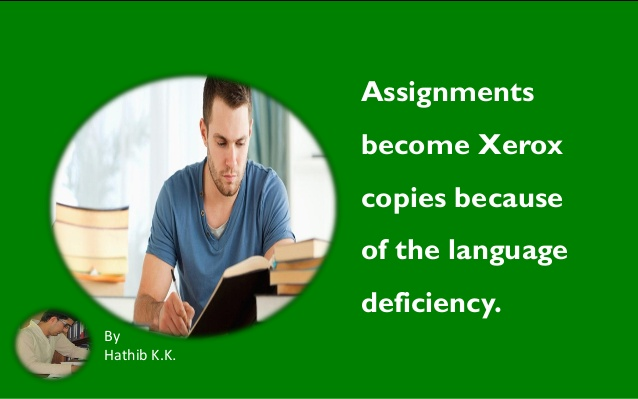 Assignments
become Xerox
copies because
of the language
deficiency.
By
Hathib K.K.